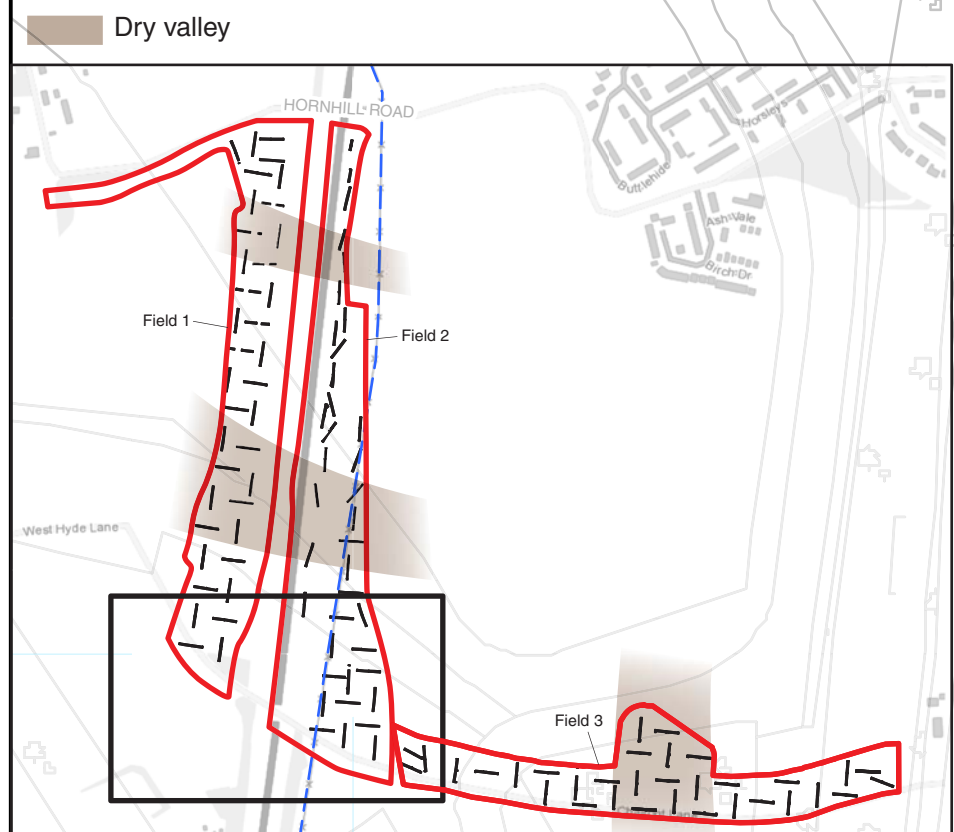 Dry valley
HORNHILL ROAD
Horsleys
Buttlehide
Ash Vale
Birch Dr
Field 1
Field 2
West Hyde Lane
Field 3